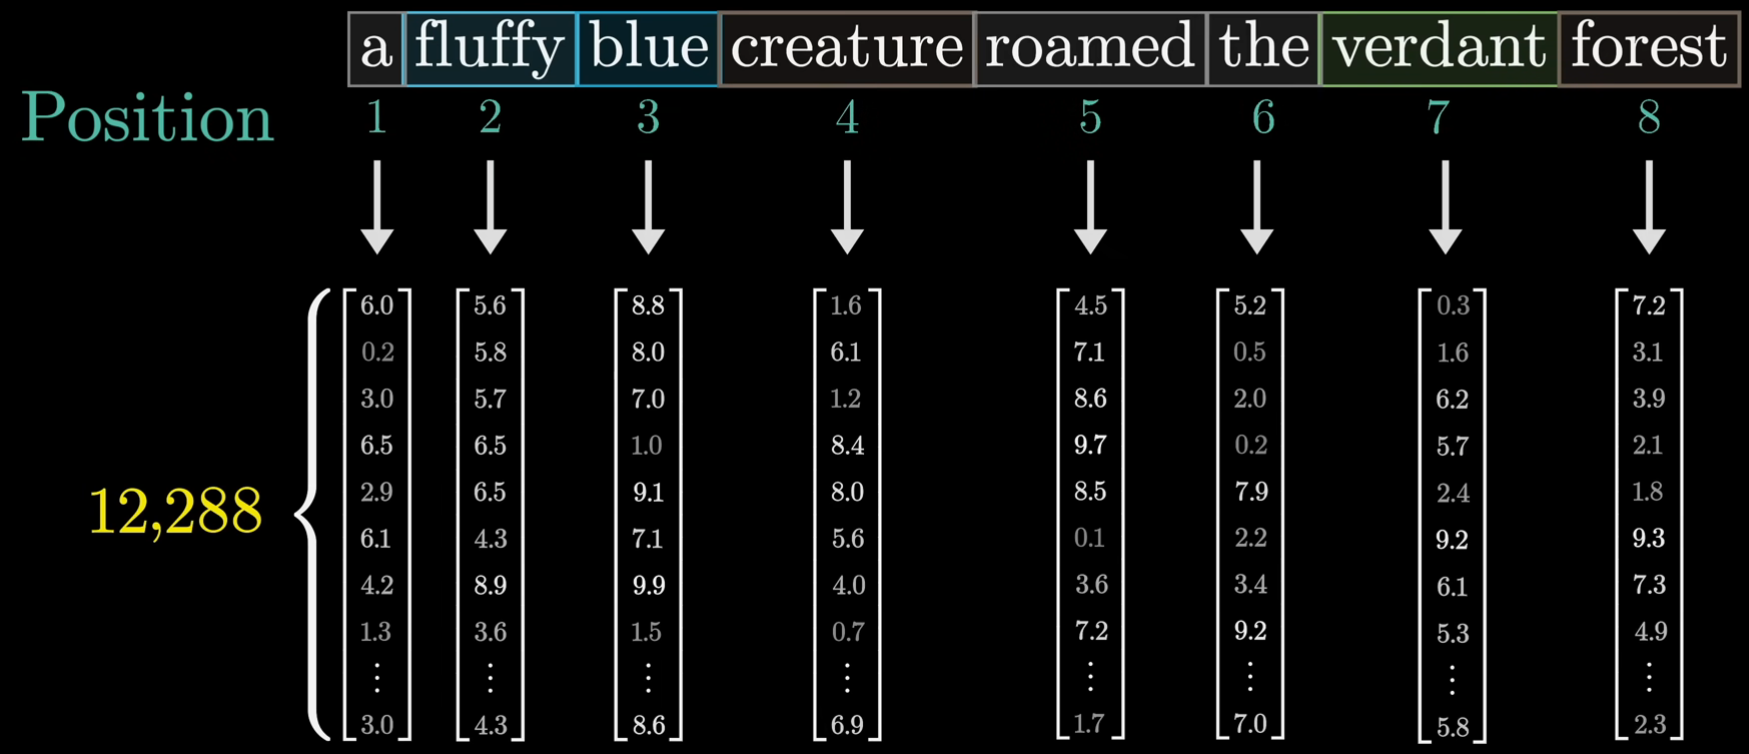 a fluffy blue creature roamed the verdant forest
Position 1 2 3 4 5 6 7 8
6.0 5.6 8.8 1.6 4.5 5.2 0.3 7.2
0.2 5.8 8.0 6.1 7.1 0.5 1.6 3.1
3.0 5.7 7.0 1.2 8.6 2.0 6.2 3.9
6.5 6.5 1.0 8.4 9.7 0.2 5.7 2.1
12,288 2.9 6.5 9.1 8.0 8.5 7.9 2.4 1.8
6.1 4.3 7.1 5.6 0.1 2.2 9.2 9.3
4.2 8.9 9.9 4.0 3.6 3.4 6.1 7.3
1.3 3.6 1.5 0.7 7.2 9.2 5.3 4.9
⋮ ⋮ ⋮ ⋮ ⋮ ⋮ ⋮ ⋮
3.0 4.3 8.6 6.9 1.7 7.0 5.8 2.3